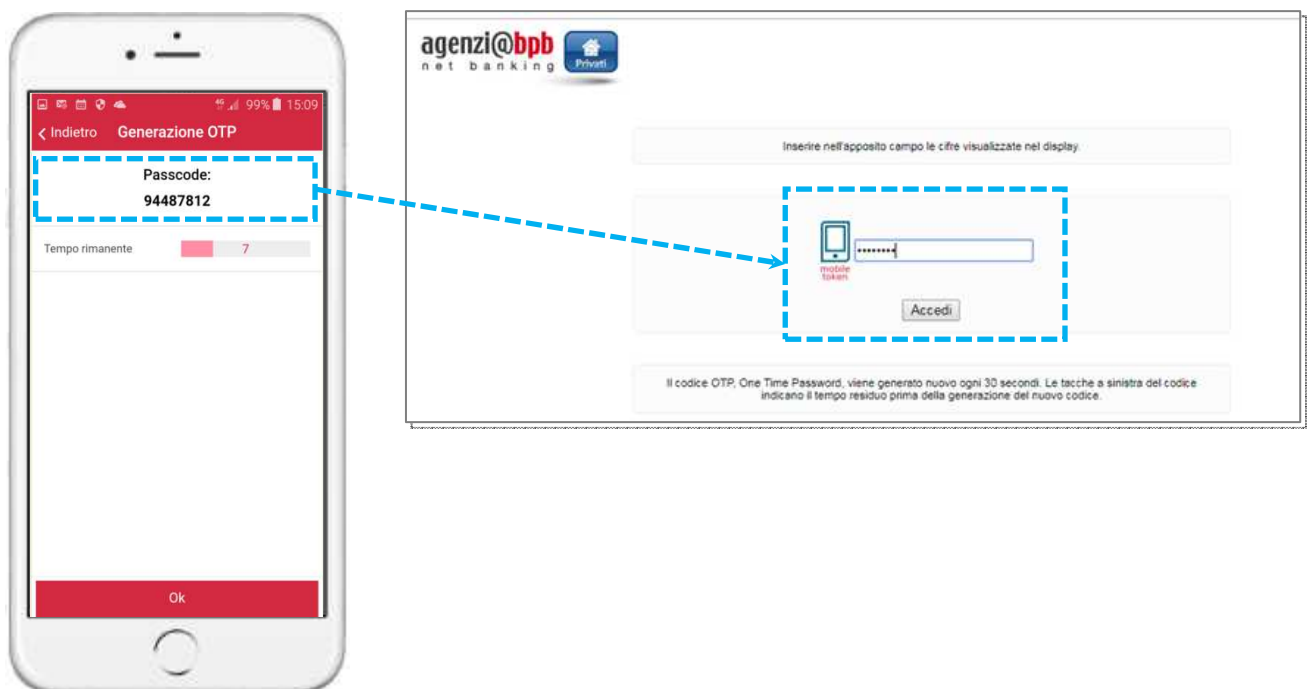 4G 99% 15:09
Indietro Generazione OTP
Passcode:
94487812
Tempo rimanente 7
Ok
agenzi@bpb
net banking
Privati
Inserire nell'apposito campo le cifre visualizzate nel display.
••••••••
mobile
token
Accedi
Il codice OTP, One Time Password, viene generato nuovo ogni 30 secondi. Le tacche a sinistra del codice
indicano il tempo residuo prima della generazione del nuovo codice.